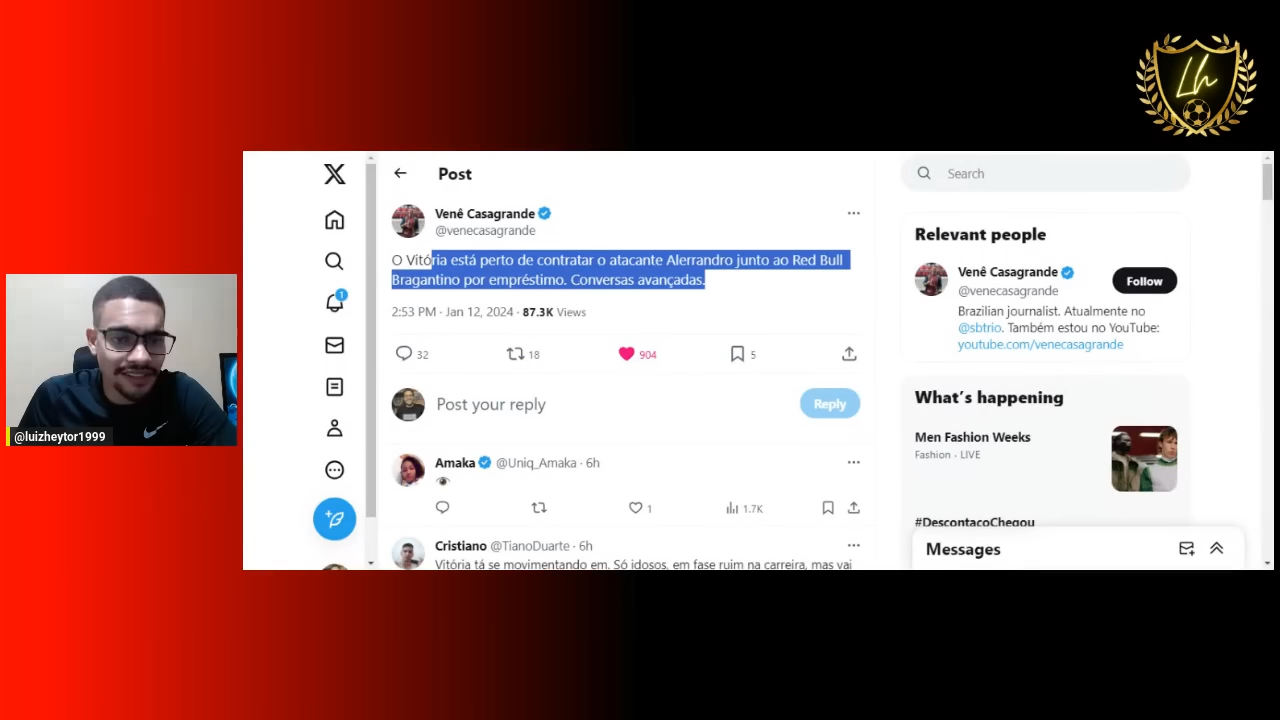 Lh
Post
Search
Venê Casagrande
@venecasagrande
O Vitória está perto de contratar o atacante Alerrandro junto ao Red Bull
Bragantino por empréstimo. Conversas avançadas.
2:53 PM · Jan 12, 2024 · 87.3K Views
32
18
904
5
Post your reply
Reply
Amaka @Uniq_Amaka · 6h
1
1.7K
Cristiano @TianoDuarte · 6h
Vitória tá se movimentando em. Só idosos, em fase ruim na carreira, mas vai
Relevant people
Venê Casagrande
@venecasagrande
Follow
Brazilian journalist. Atualmente no
@sbtrio. Também estou no YouTube:
youtube.com/venecasagrande
What's happening
Men Fashion Weeks
Fashion · LIVE
#DescontaçoChegou
Messages
1
@luizheytor1999